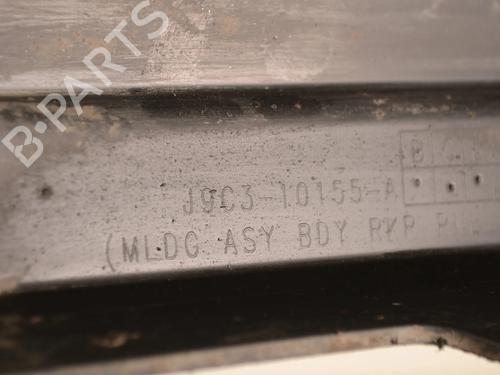 B-PARTS
B C
J9C3-10155-A
(MLDG ASY BDY RKP P